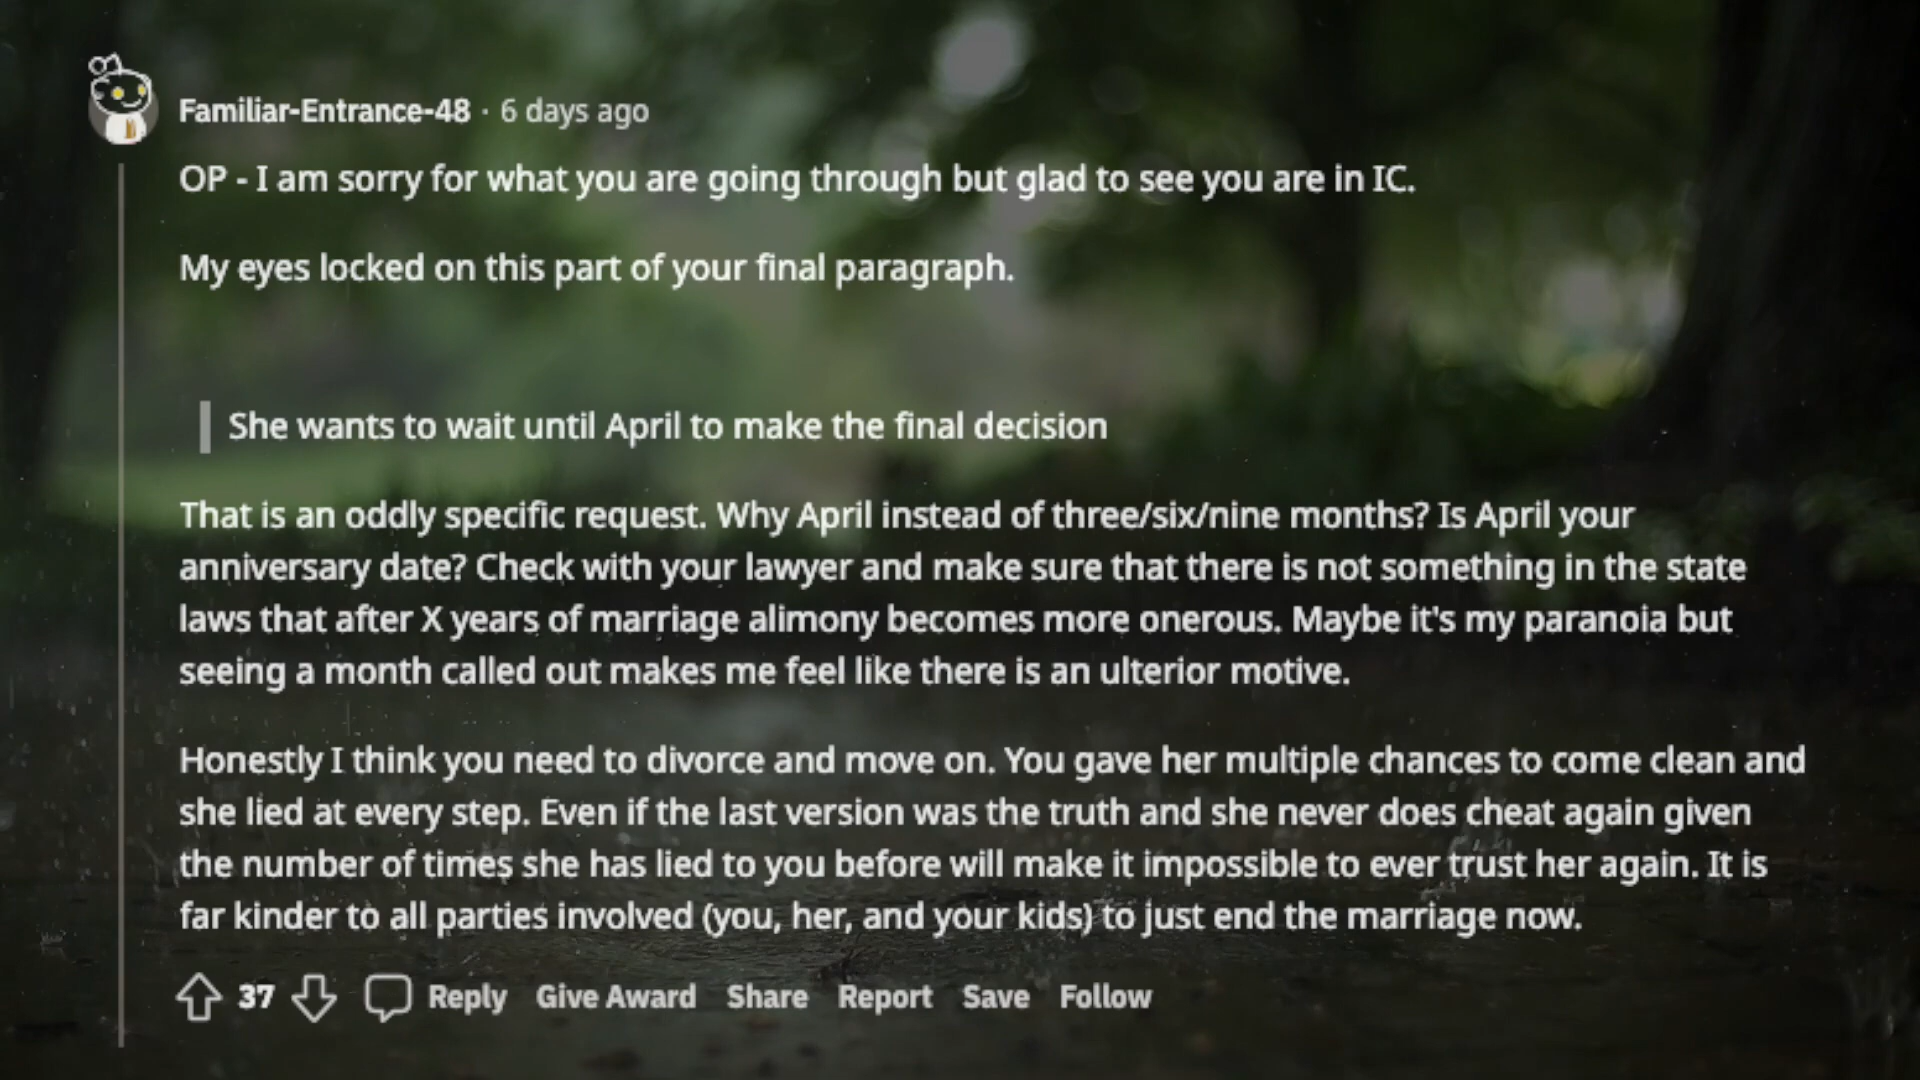 Familiar-Entrance-48 · 6 days ago
OP - I am sorry for what you are going through but glad to see you are in IC.
My eyes locked on this part of your final paragraph.
She wants to wait until April to make the final decision
That is an oddly specific request. Why April instead of three/six/nine months? Is April your
anniversary date? Check with your lawyer and make sure that there is not something in the state
laws that after X years of marriage alimony becomes more onerous. Maybe it's my paranoia but
seeing a month called out makes me feel like there is an ulterior motive.
Honestly I think you need to divorce and move on. You gave her multiple chances to come clean and
she lied at every step. Even if the last version was the truth and she never does cheat again given
the number of times she has lied to you before will make it impossible to ever trust her again. It is
far kinder to all parties involved (you, her, and your kids) to just end the marriage now.
37 Reply Give Award Share Report Save Follow